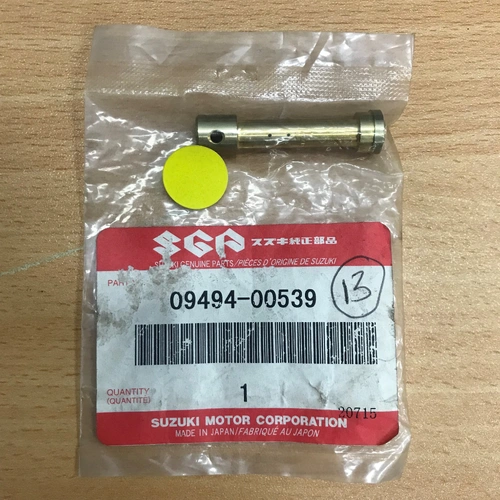 SGP スズキ純正部品
SUZUKI GENUINE PARTS/PIÈCES D'ORIGINE DE SUZUKI
PART
09494-00539
13
QUANTITY
(QUANTITÉ)
1
20715
SUZUKI MOTOR CORPORATION
MADE IN JAPAN/FABRIQUÉ AU JAPON